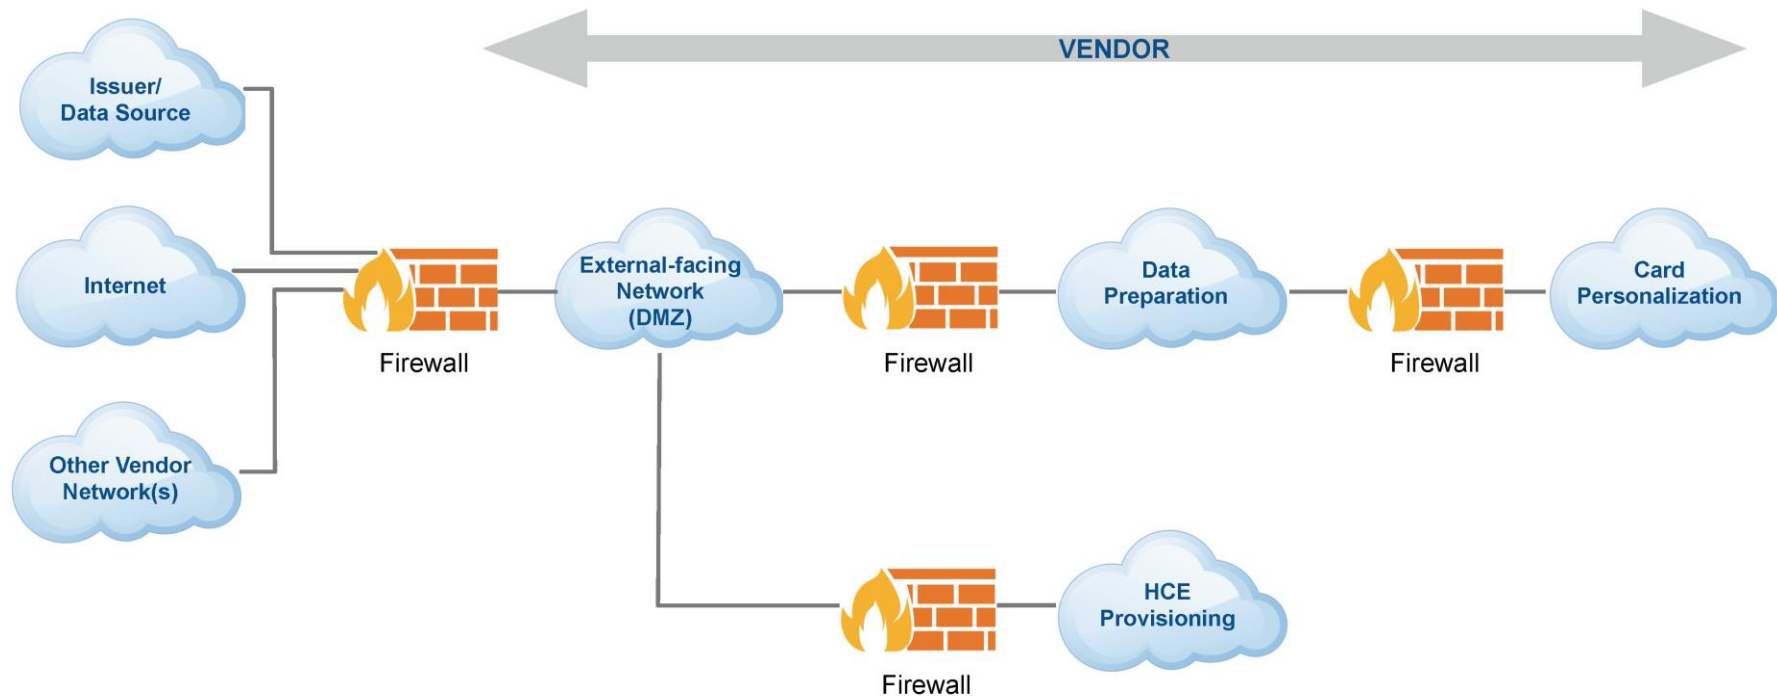 VENDOR
Issuer/
Data Source
Internet
Other Vendor
Network(s)
Firewall
External-facing
Network
(DMZ)
Firewall
Data
Preparation
Firewall
Card
Personalization
Firewall
HCE
Provisioning